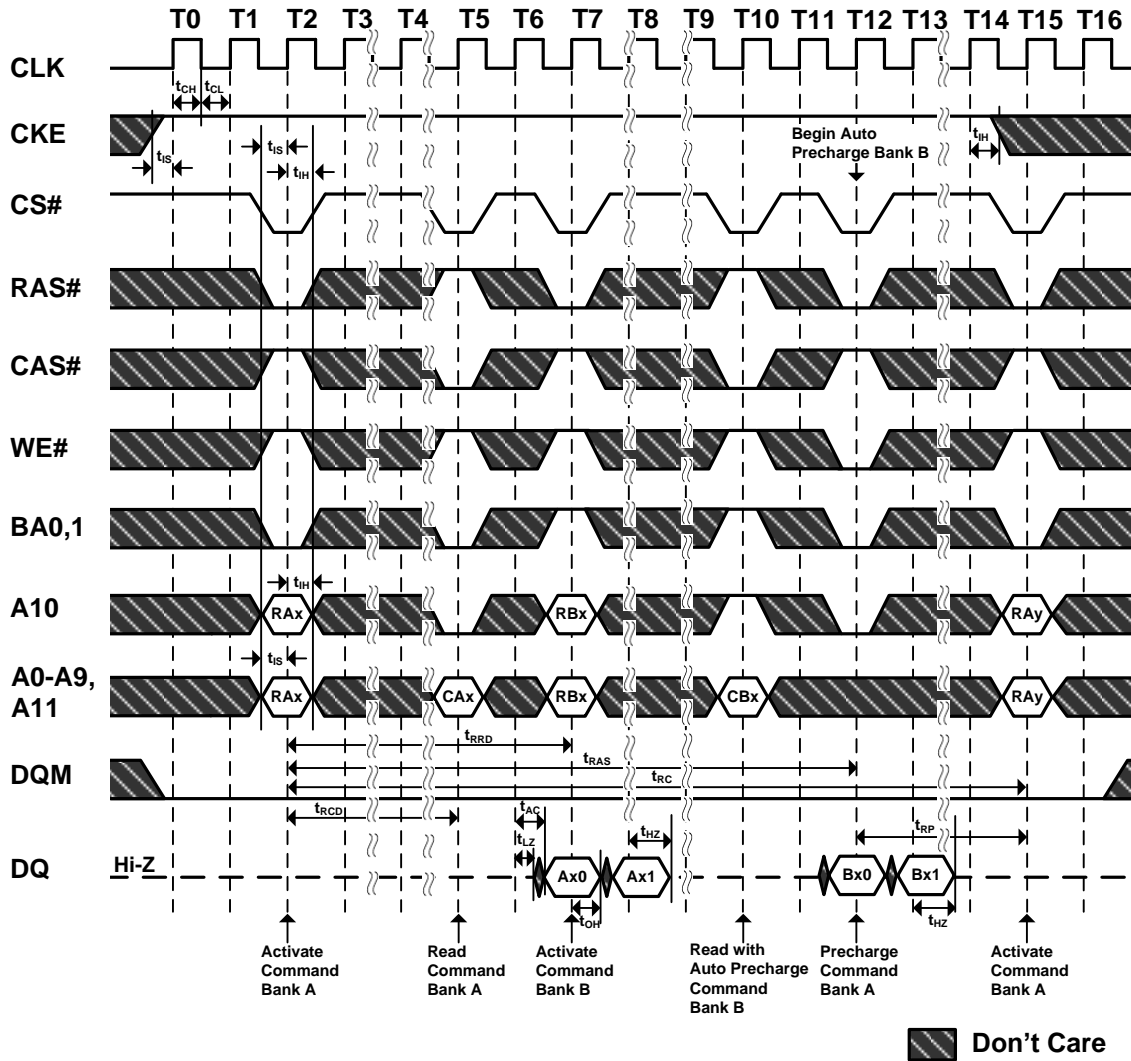 T0 T1 T2 T3 T4 T5 T6 T7 T8 T9 T10 T11 T12 T13 T14 T15 T16
CLK
tCH tCL
CKE
tIS
tIS
tIH
Begin Auto
Precharge Bank B
tIH
CS#
RAS#
CAS#
WE#
BA0,1
tIH
A10
RAx RBx RAy
tIS
A0-A9,
A11
RAx CAx RBx CBx RAy
tRRD
tRAS
DQM
tRC
tRCD
tAC
tLZ
tHZ
tRP
DQ
Hi-Z
Ax0 Ax1 Bx0 Bx1
tOH
tHZ
Activate
Command
Bank A
Read
Command
Bank A
Activate
Command
Bank B
Read with
Auto Precharge
Command
Bank B
Precharge
Command
Bank A
Activate
Command
Bank A
Don't Care